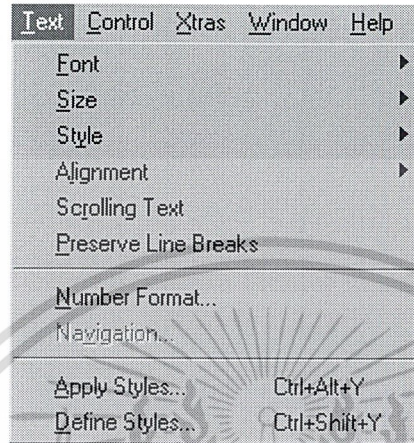 Text Control Xtras Window Help
Font
Size
Style
Alignment
Scrolling Text
Preserve Line Breaks
Number Format...
Navigation...
Apply Styles... Ctrl+Alt+Y
Define Styles... Ctrl+Shift+Y